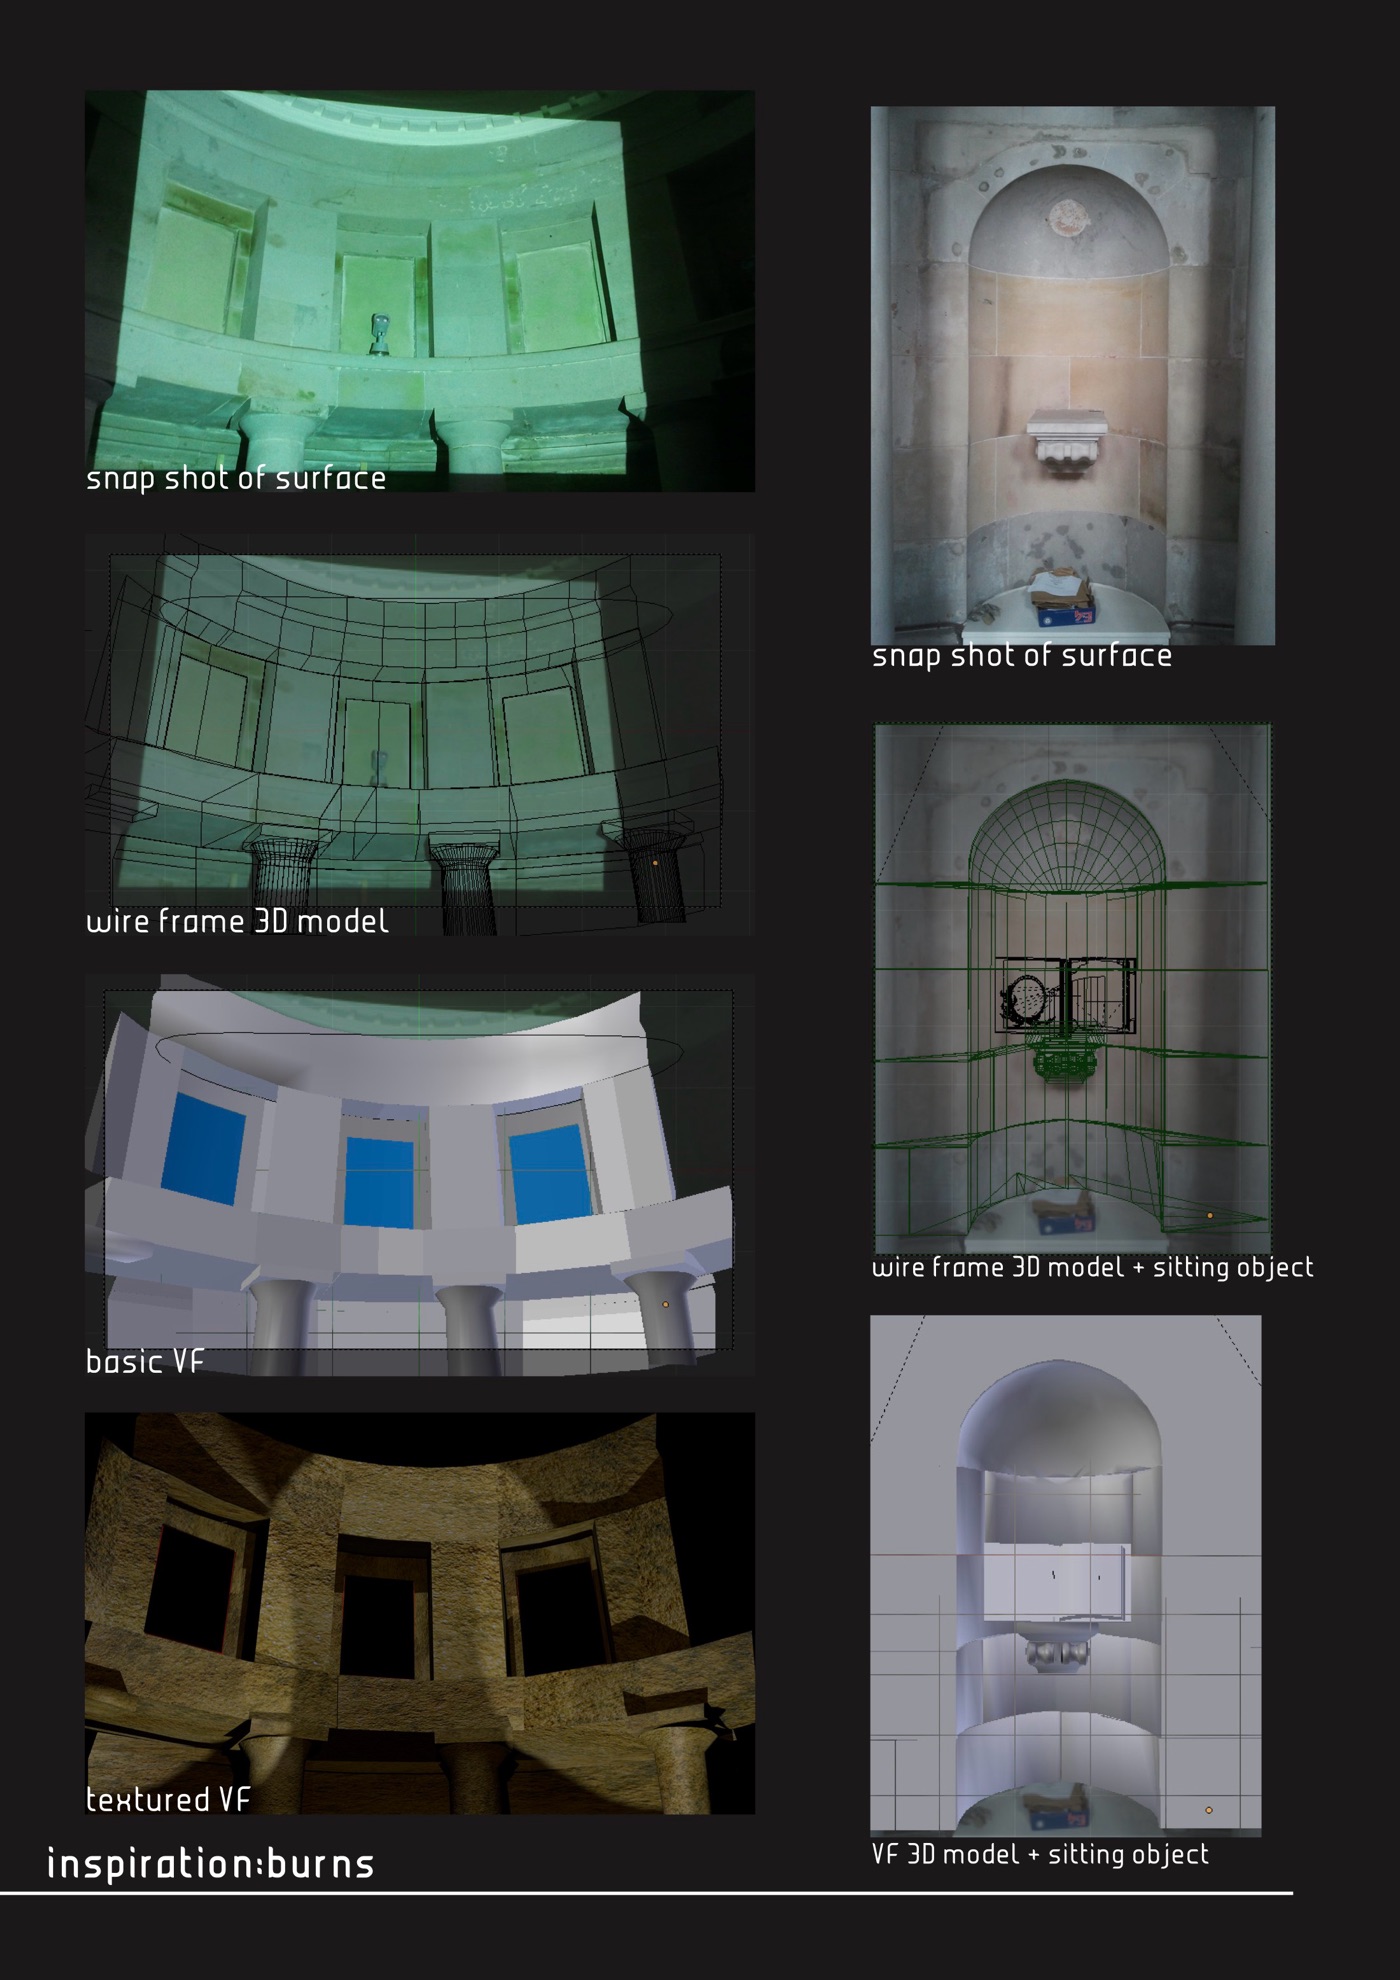 snap shot of surface
wire frame 3D model
basic VF
textured VF
snap shot of surface
wire frame 3D model + sitting object
VF 3D model + sitting object
inspiration:burns